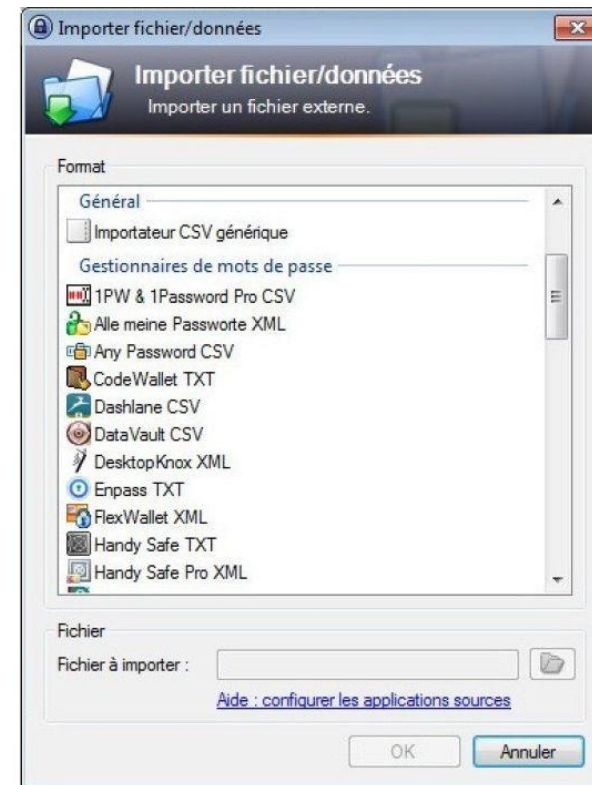 Importer fichier/données
Importer fichier/données
Importer un fichier externe.
Format
Général
Importateur CSV générique
Gestionnaires de mots de passe
1PW & 1Password Pro CSV
Alle meine Passworte XML
Any Password CSV
CodeWallet TXT
Dashlane CSV
DataVault CSV
DesktopKnox XML
Enpass TXT
FlexWallet XML
Handy Safe TXT
Handy Safe Pro XML
Fichier
Fichier à importer :
Aide : configurer les applications sources
OK
Annuler